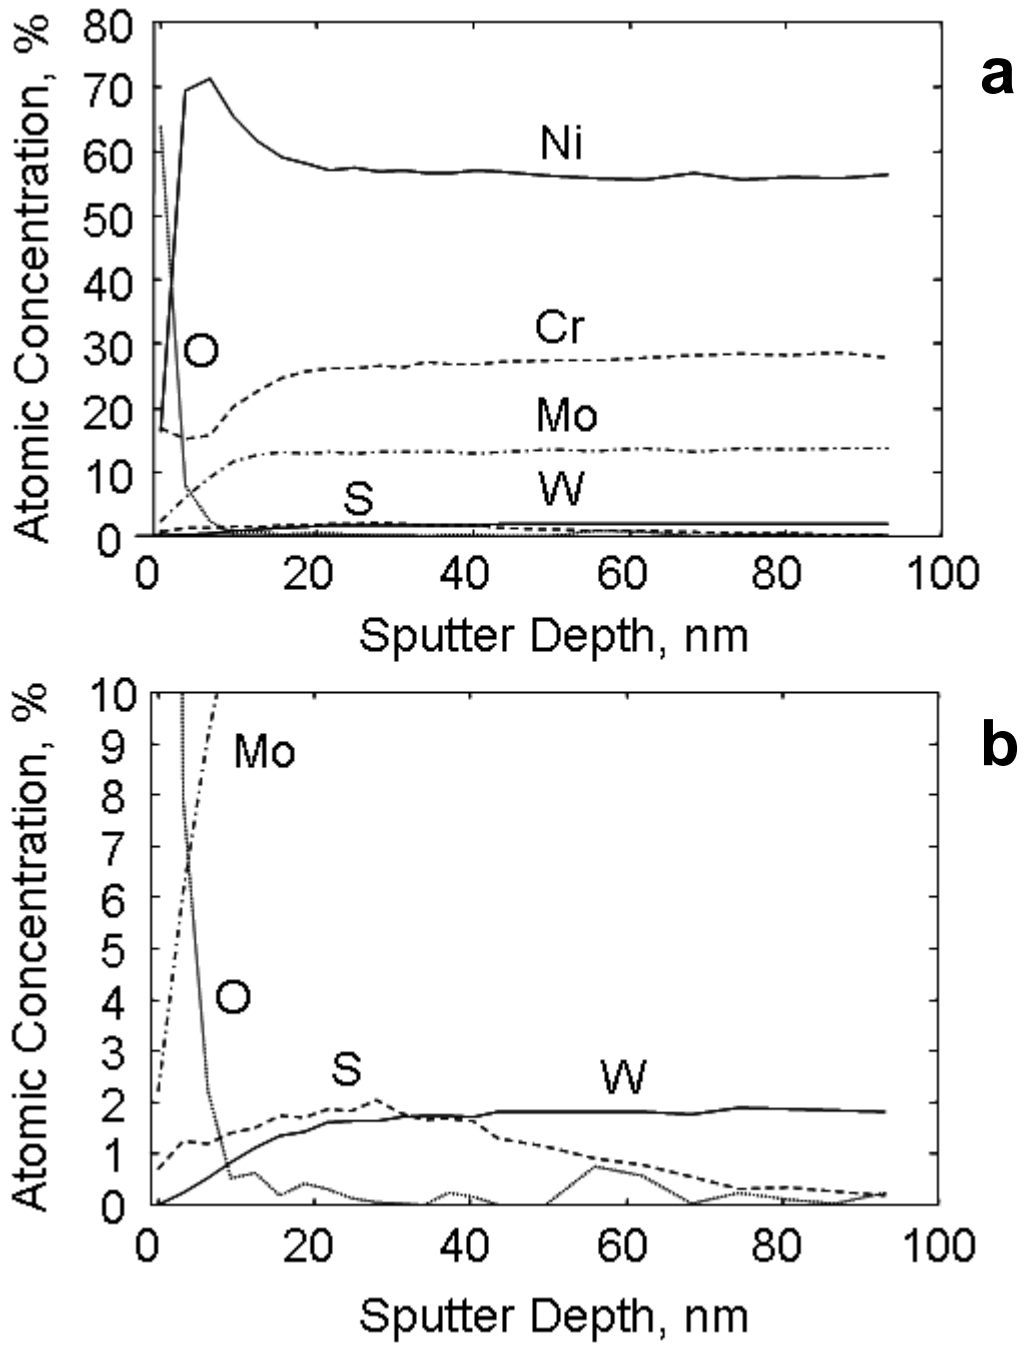 a
Atomic Concentration, %
80
70
60
50
40
30
20
10
0
Ni
Cr
O
Mo
S
W
0 20 40 60 80 100
Sputter Depth, nm
b
Atomic Concentration, %
10
9
8
7
6
5
4
3
2
1
0
Mo
O
S
W
0 20 40 60 80 100
Sputter Depth, nm